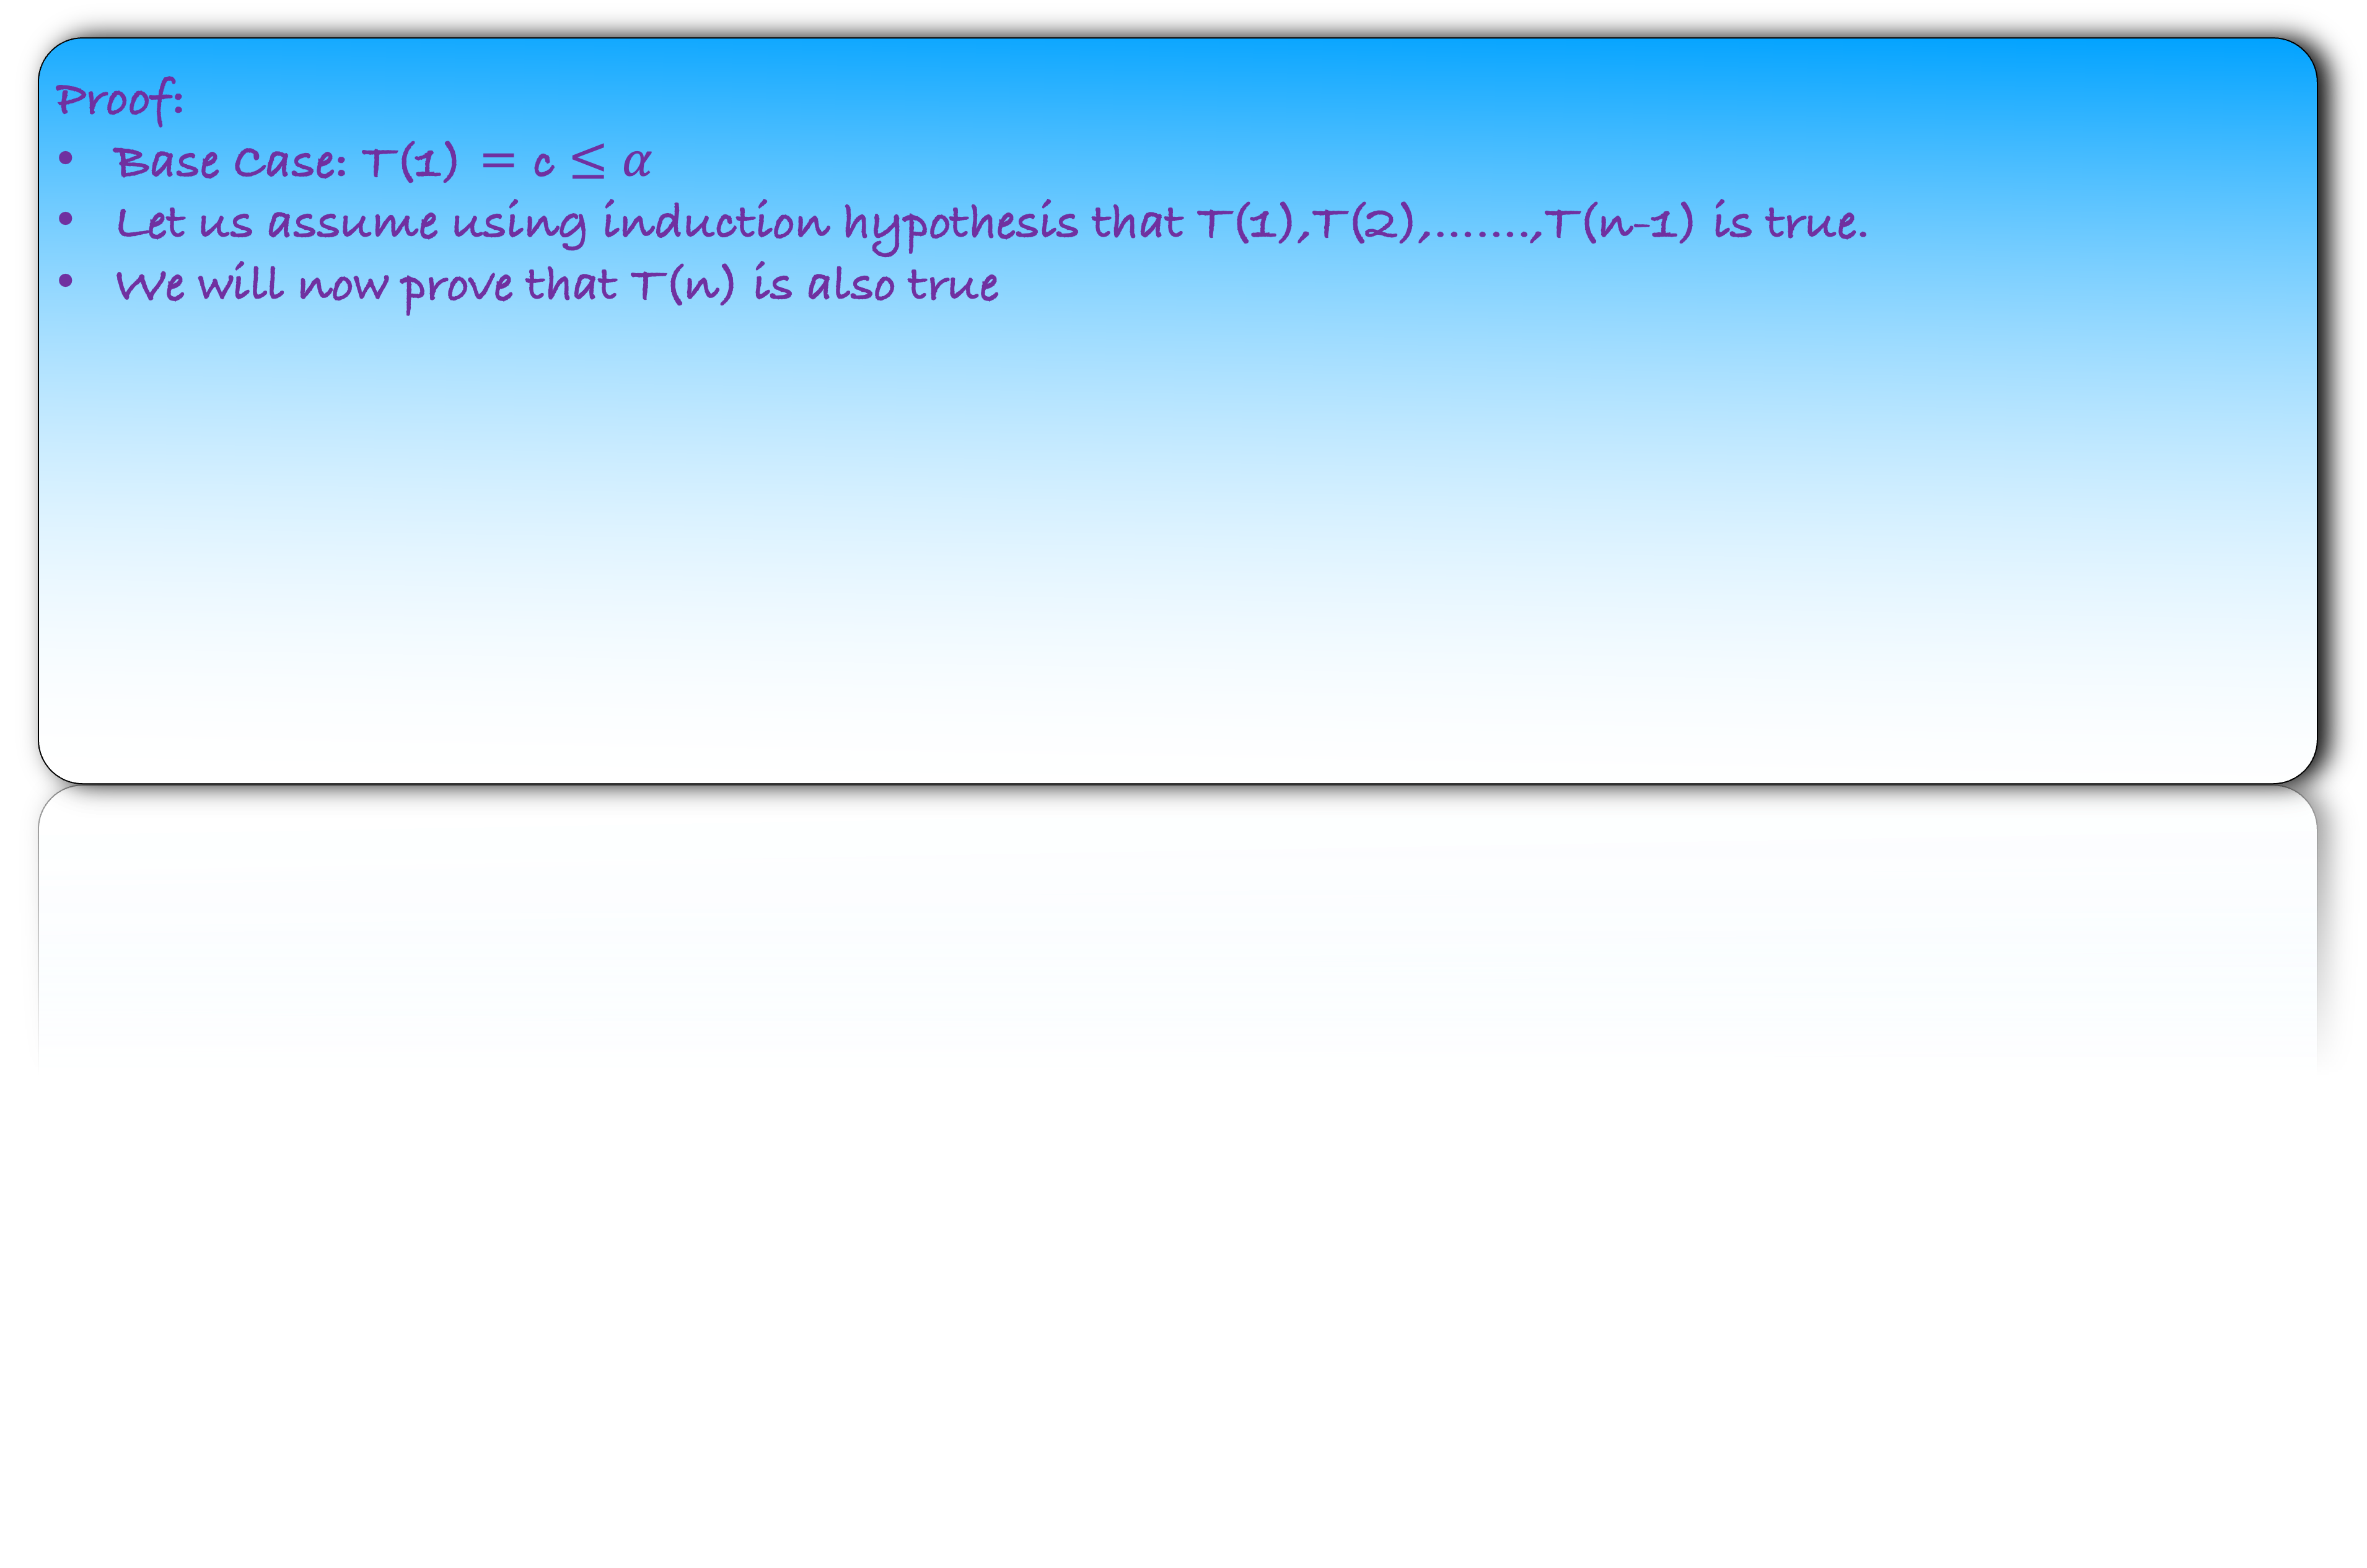 Proof:
• Base Case: T(1) = c ≤ α
• Let us assume using induction hypothesis that T(1),T(2),........,T(n-1) is true.
• We will now prove that T(n) is also true